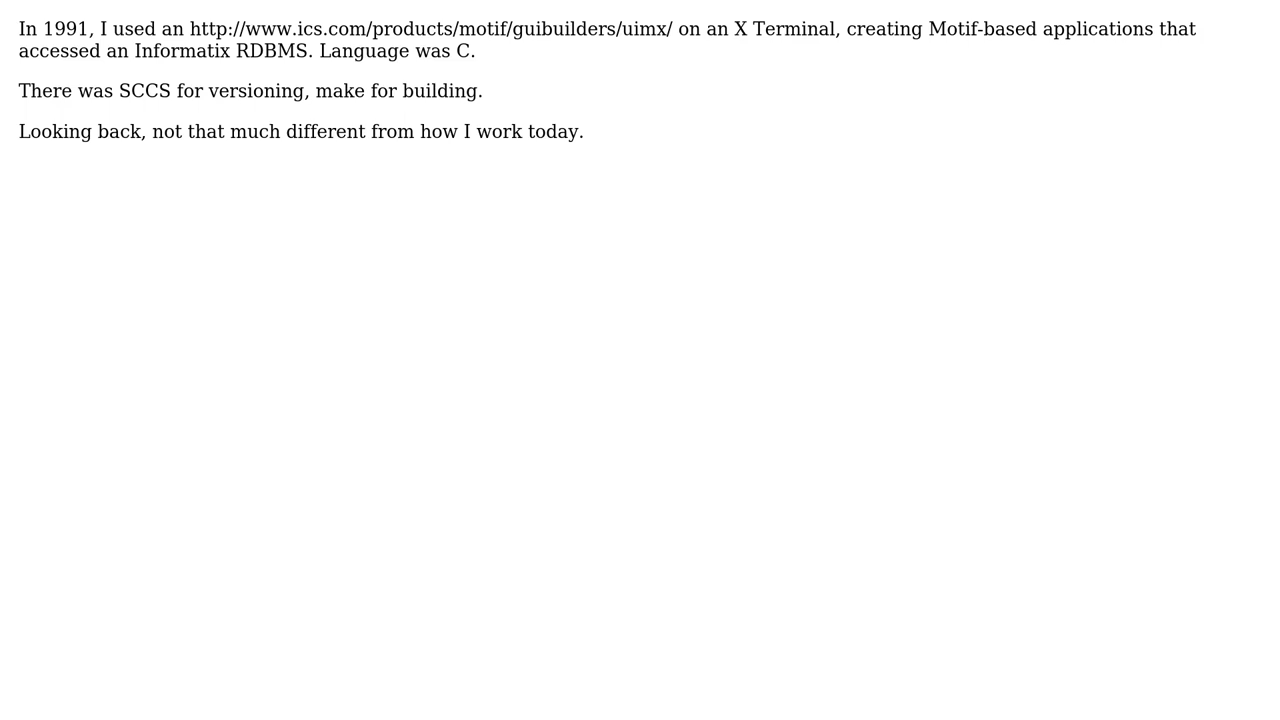 In 1991, I used an http://www.ics.com/products/motif/guibuilders/uimx/ on an X Terminal, creating Motif-based applications that
accessed an Informatix RDBMS. Language was C.
There was SCCS for versioning, make for building.
Looking back, not that much different from how I work today.